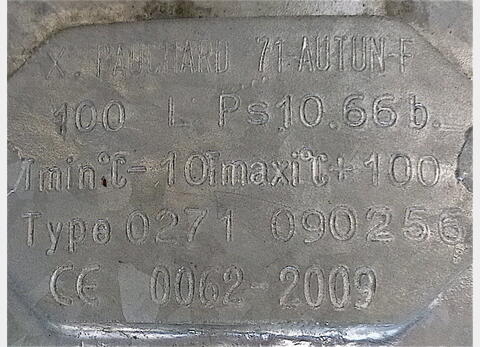 X. PAUCHARD 71-AUTUN-F
100 L Ps10.66b.
Tmin°C-10Tmaxi°C+100
Type 0271 090256
CE 0062-2009